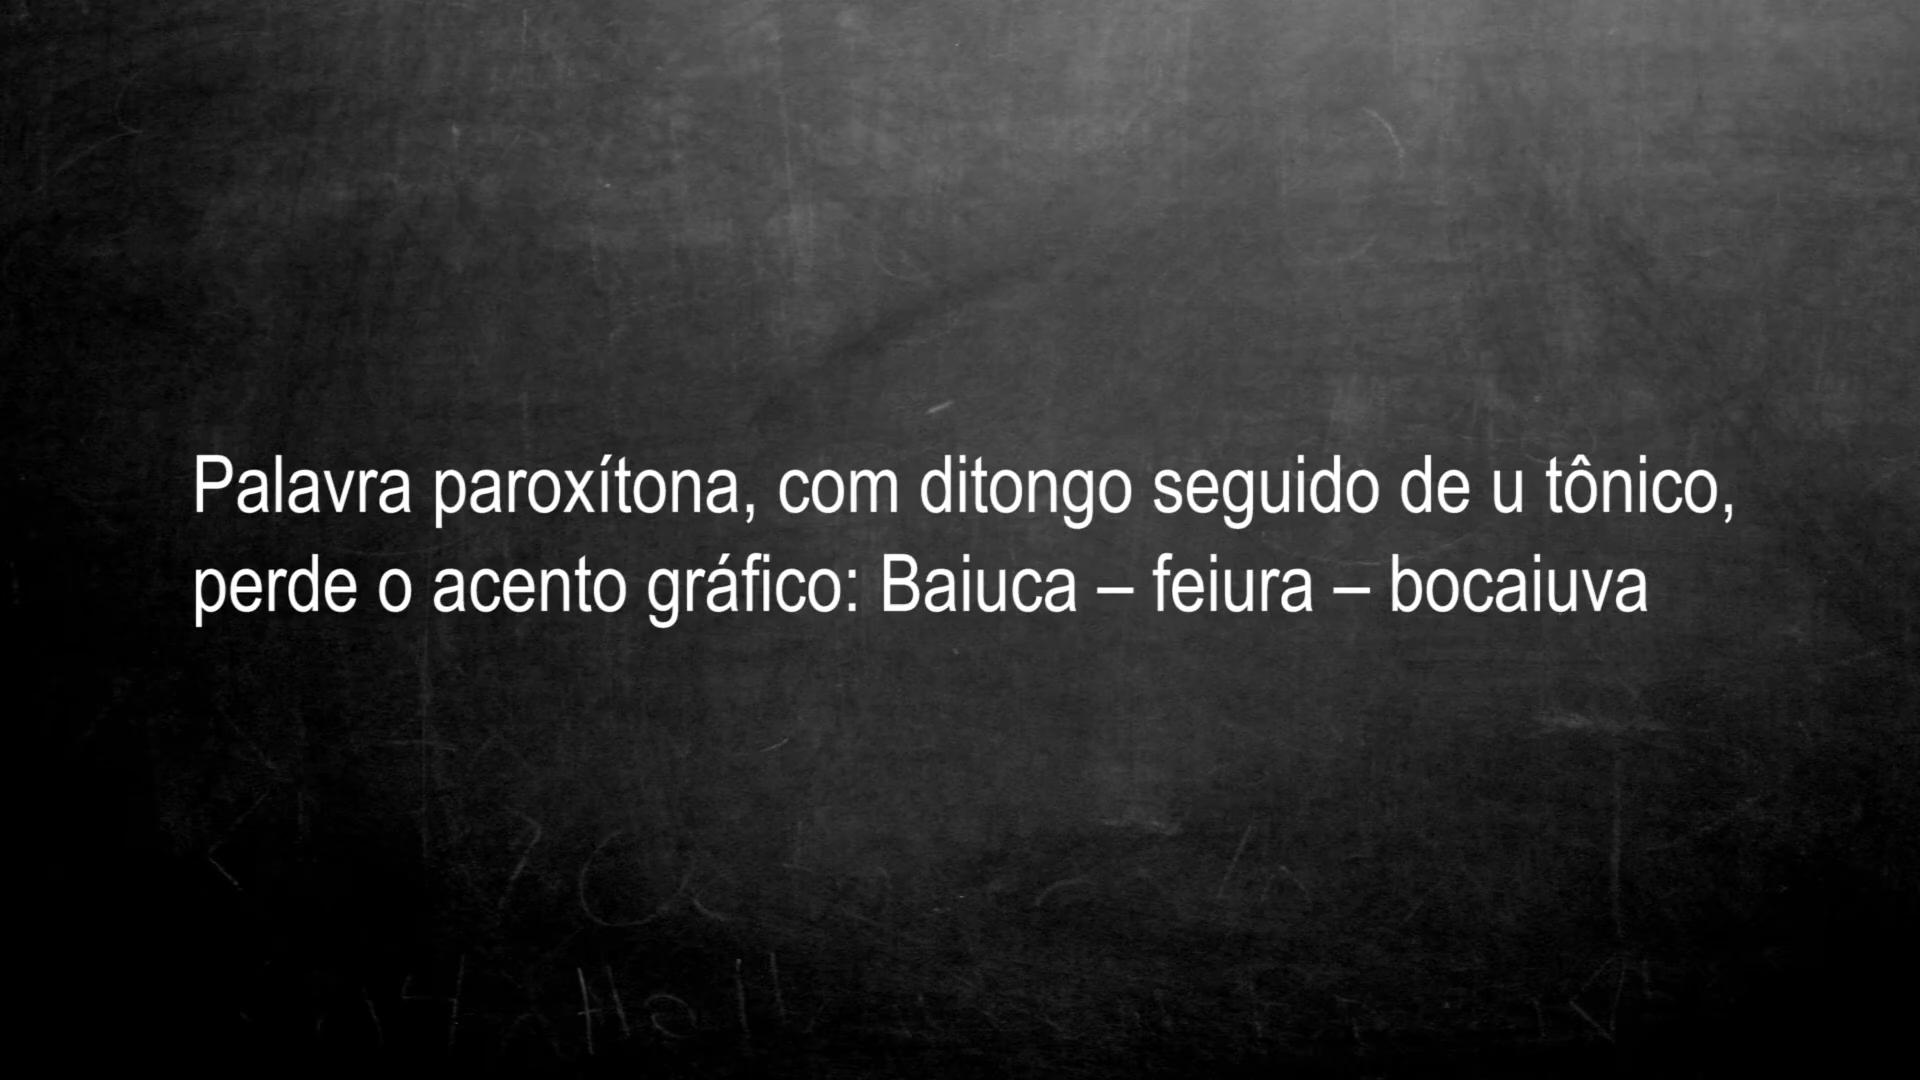 Palavra paroxítona, com ditongo seguido de u tônico,
perde o acento gráfico: Baiuca – feiura – bocaiuva